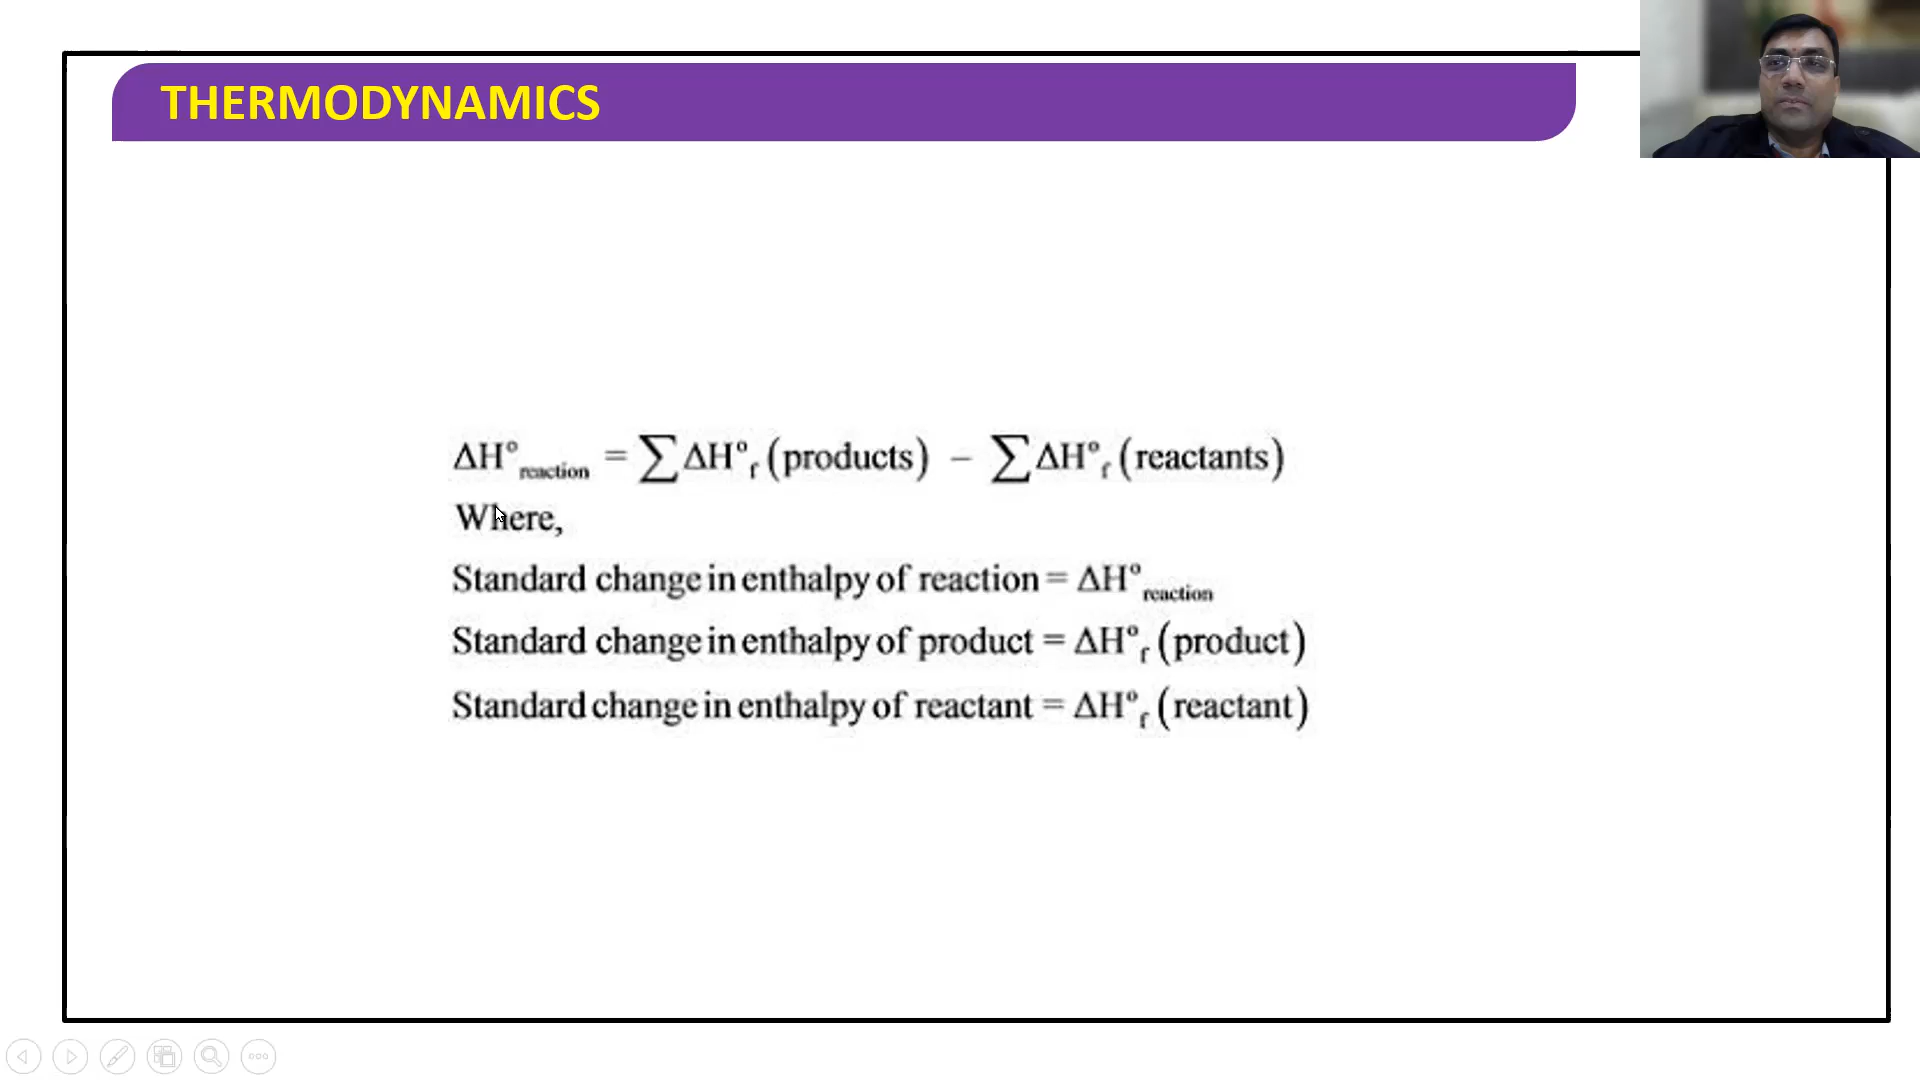 THERMODYNAMICS
ΔH°reaction = ∑ΔH°f (products) − ∑ΔH°f (reactants)
Where,
Standard change in enthalpy of reaction = ΔH°reaction
Standard change in enthalpy of product = ΔH°f (product)
Standard change in enthalpy of reactant = ΔH°f (reactant)